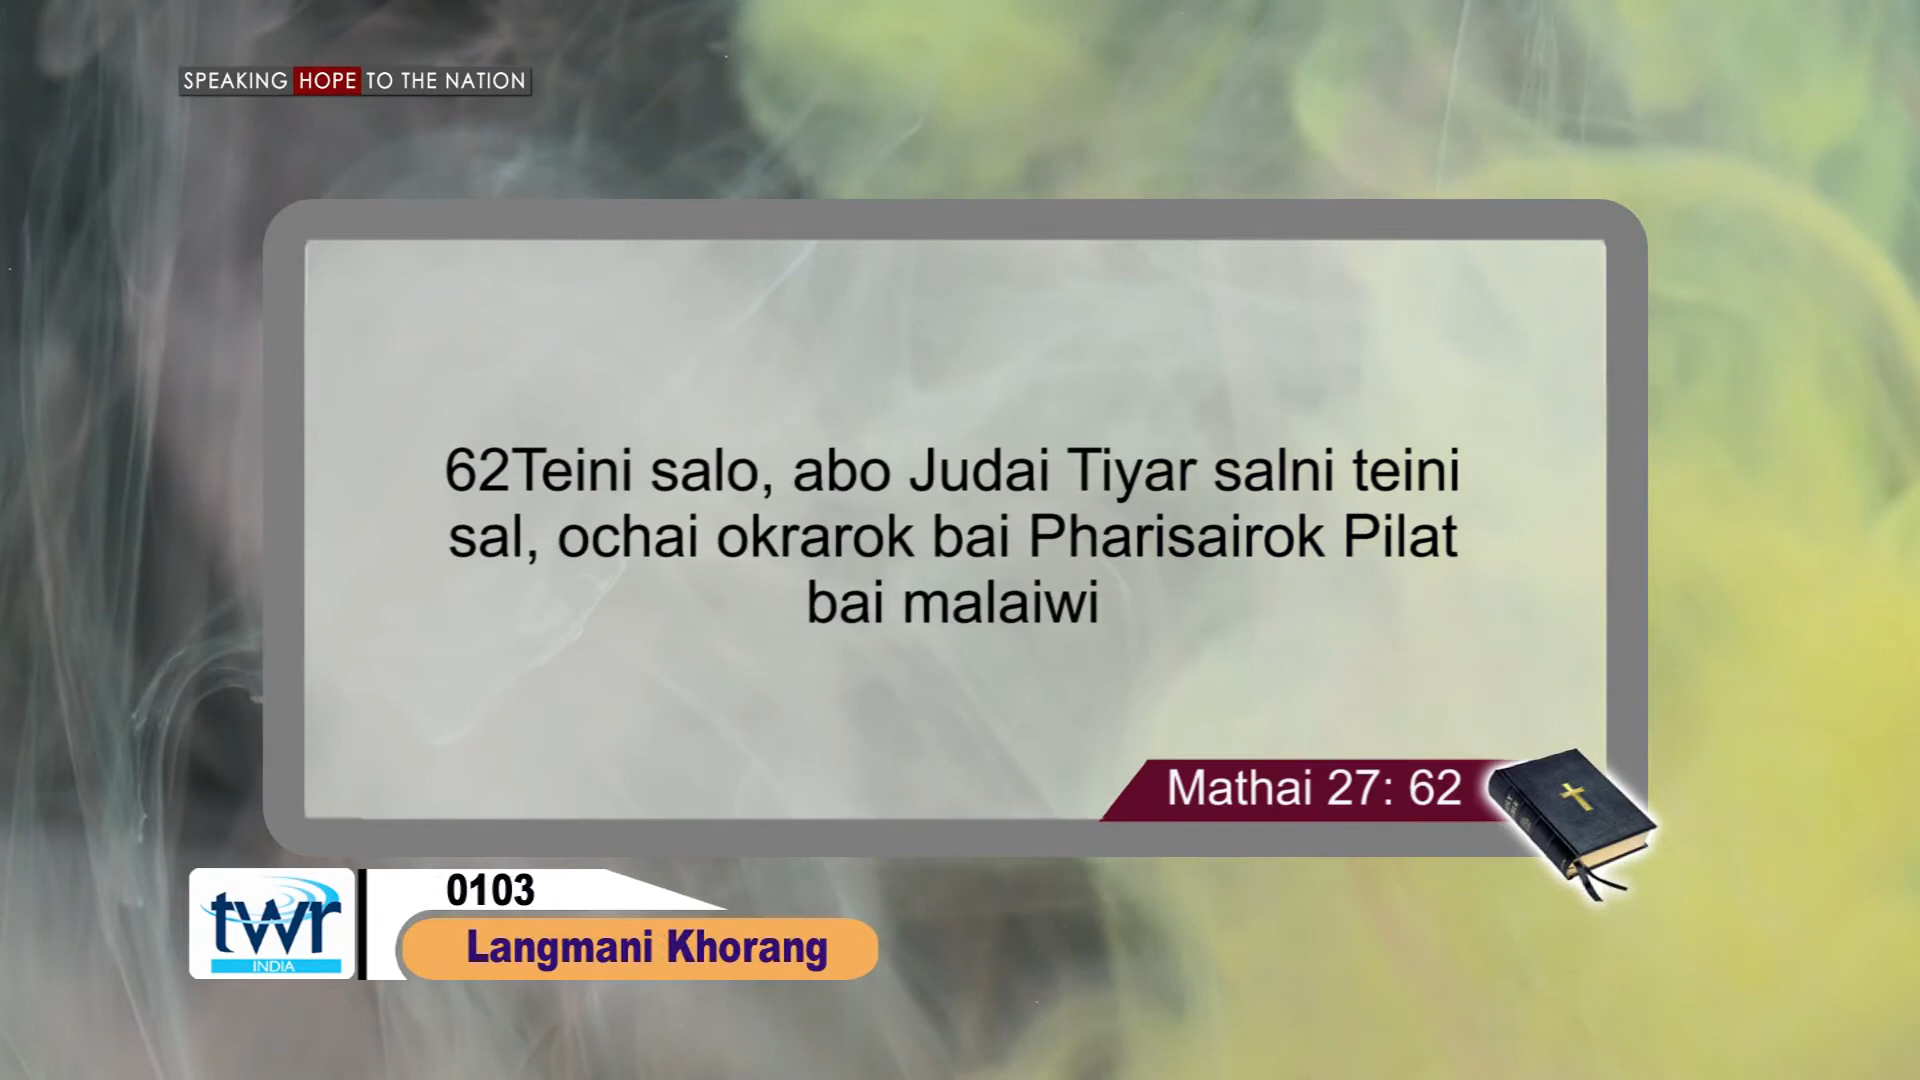 SPEAKING HOPE TO THE NATION
62Teini salo, abo Judai Tiyar salni teini
sal, ochai okrarok bai Pharisairok Pilat
bai malaiwi
Mathai 27: 62
0103
twr
INDIA
Langmani Khorang